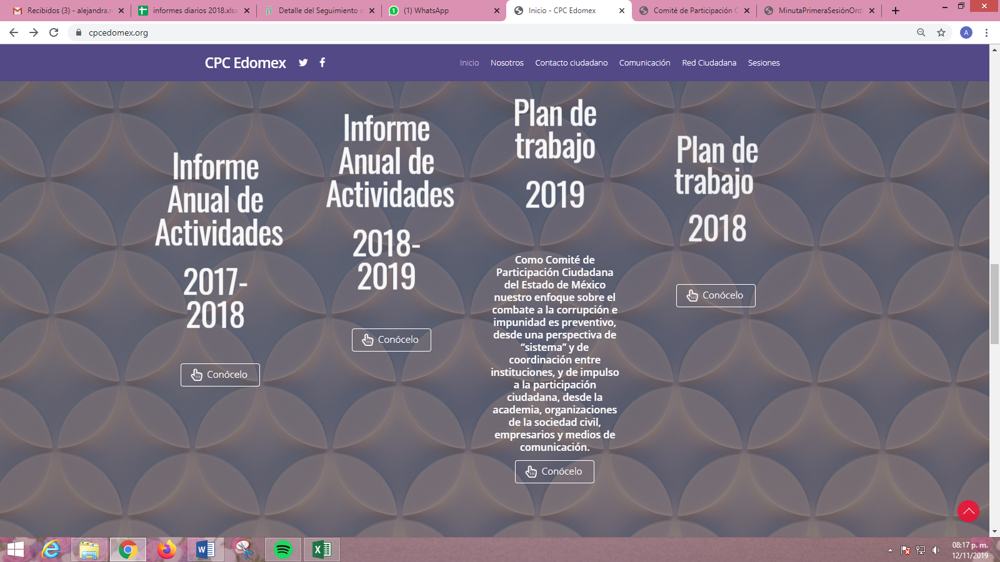 Recibidos (3) - alejandra.
informes diarios 2018.xlsx
Detalle del Seguimiento
(1) WhatsApp
Inicio - CPC Edomex
Comité de Participación
MinutaPrimeraSesiónOrdi
cpcedomex.org
A
CPC Edomex
Inicio
Nosotros
Contacto ciudadano
Comunicación
Red Ciudadana
Sesiones
Informe
Anual de
Actividades
2017-
2018
Conócelo
Informe
Anual de
Actividades
2018-
2019
Conócelo
Plan de
trabajo
2019
Como Comité de
Participación Ciudadana
del Estado de México
nuestro enfoque sobre el
combate a la corrupción e
impunidad es preventivo,
desde una perspectiva de
“sistema” y de
coordinación entre
instituciones, y de impulso
a la participación
ciudadana, desde la
academia, organizaciones
de la sociedad civil,
empresarios y medios de
comunicación.
Conócelo
Plan de
trabajo
2018
Conócelo
08:17 p. m.
12/11/2019